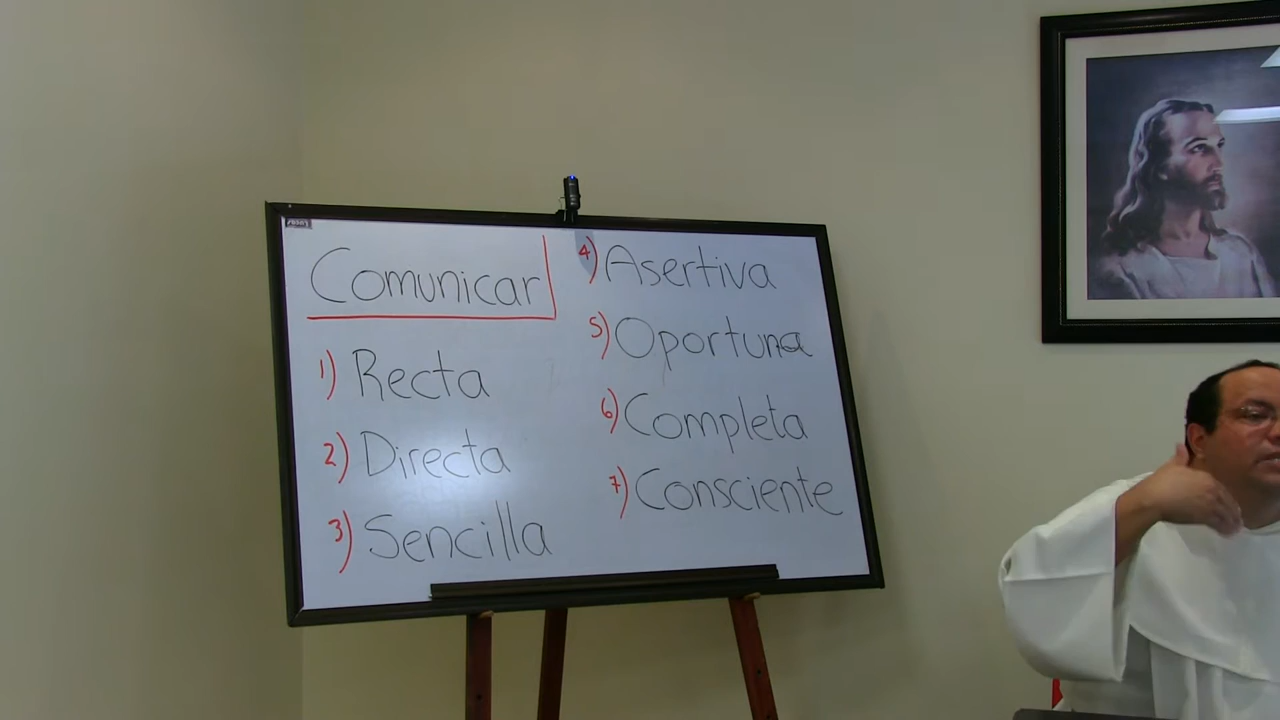 Comunicar
1) Recta
2) Directa
3) Sencilla
4) Asertiva
5) Oportuna
6) Completa
7) Consciente